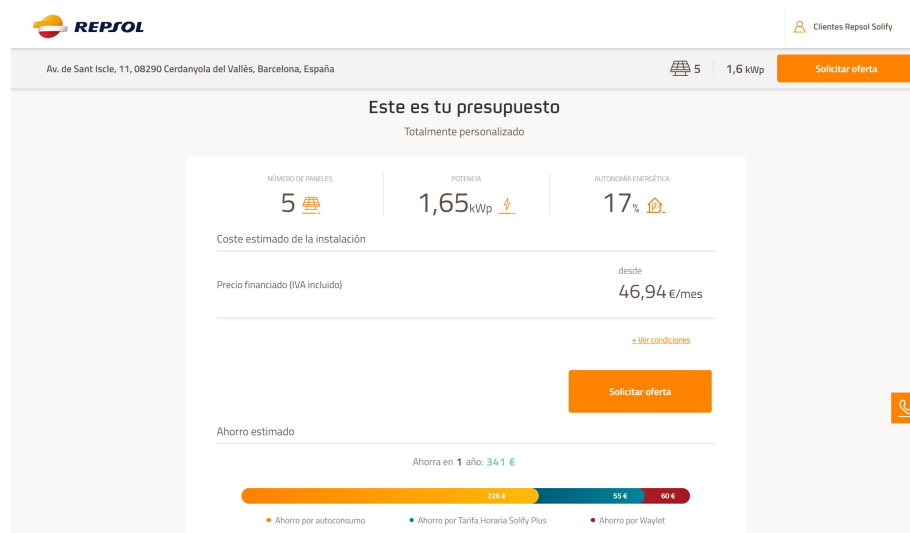 REPSOL
Clientes Repsol Solify
Av. de Sant Iscle, 11, 08290 Cerdanyola del Vallès, Barcelona, España
5
1,6 kWp
Solicitar oferta
Este es tu presupuesto
Totalmente personalizado
NÚMERO DE PANELES
POTENCIA
AUTONOMÍA ENERGÉTICA
5
1,65kWp
17%
Coste estimado de la instalación
desde
Precio financiado (IVA incluido)
46,94 €/mes
+ Ver condiciones
Solicitar oferta
Ahorro estimado
Ahorra en 1 año: 341 €
226 €
55 €
60 €
Ahorro por autoconsumo
Ahorro por Tarifa Horaria Solify Plus
Ahorro por Waylet